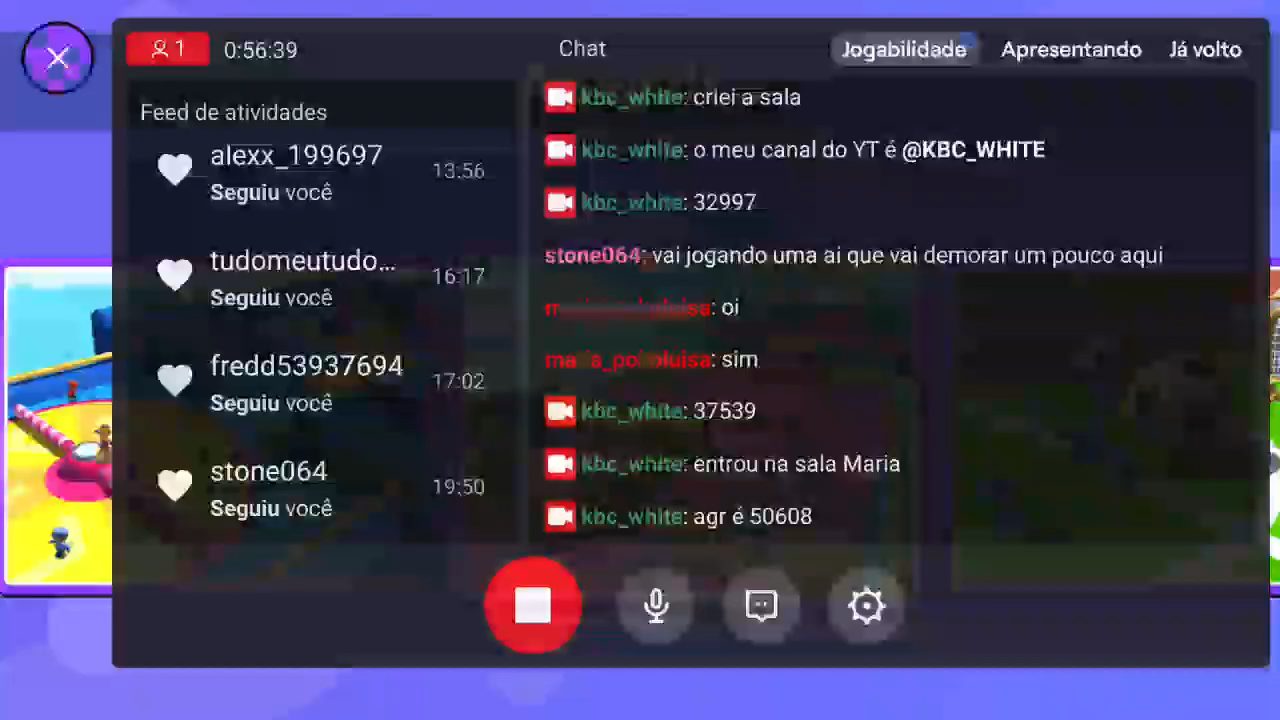 1
0:56:39
Chat
Jogabilidade
Apresentando
Já volto
Feed de atividades
alexx_199697
Seguiu você
13:56
tudomeutudo...
Seguiu você
16:17
fredd53937694
Seguiu você
17:02
stone064
Seguiu você
19:50
kbc_white: criei a sala
kbc_white: o meu canal do YT é @KBC_WHITE
kbc_white: 32997
stone064: vai jogando uma ai que vai demorar um pouco aqui
: oi
: sim
kbc_white: 37539
kbc_white: entrou na sala Maria
kbc_white: agr é 50608